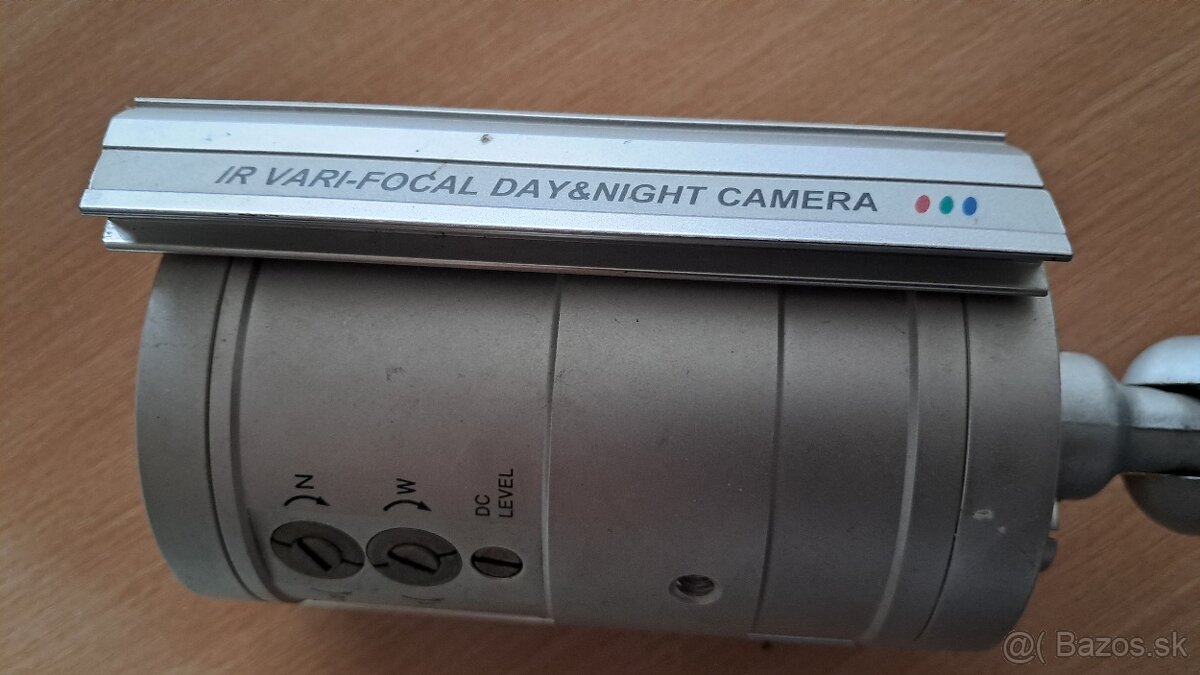 IR VARI-FOCAL DAY&NIGHT CAMERA
N
W
DC
LEVEL
@( Bazos.sk